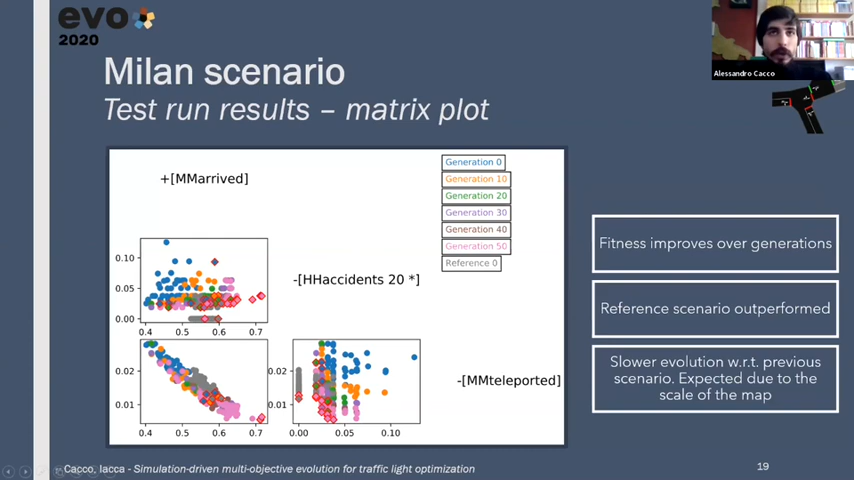 evo
2020
Milan scenario
Test run results – matrix plot
Alessandro Cacco
+[MMarrived]
Generation 0
Generation 10
Generation 20
Generation 30
Generation 40
Generation 50
Reference 0
0.10
0.05
0.00
0.4 0.5 0.6 0.7
-[HHaccidents 20 *]
0.02
0.01
0.4 0.5 0.6 0.7
0.02
0.01
0.00 0.05 0.10
-[MMteleported]
Fitness improves over generations
Reference scenario outperformed
Slower evolution w.r.t. previous
scenario. Expected due to the
scale of the map
Cacco, Iacca - Simulation-driven multi-objective evolution for traffic light optimization
19